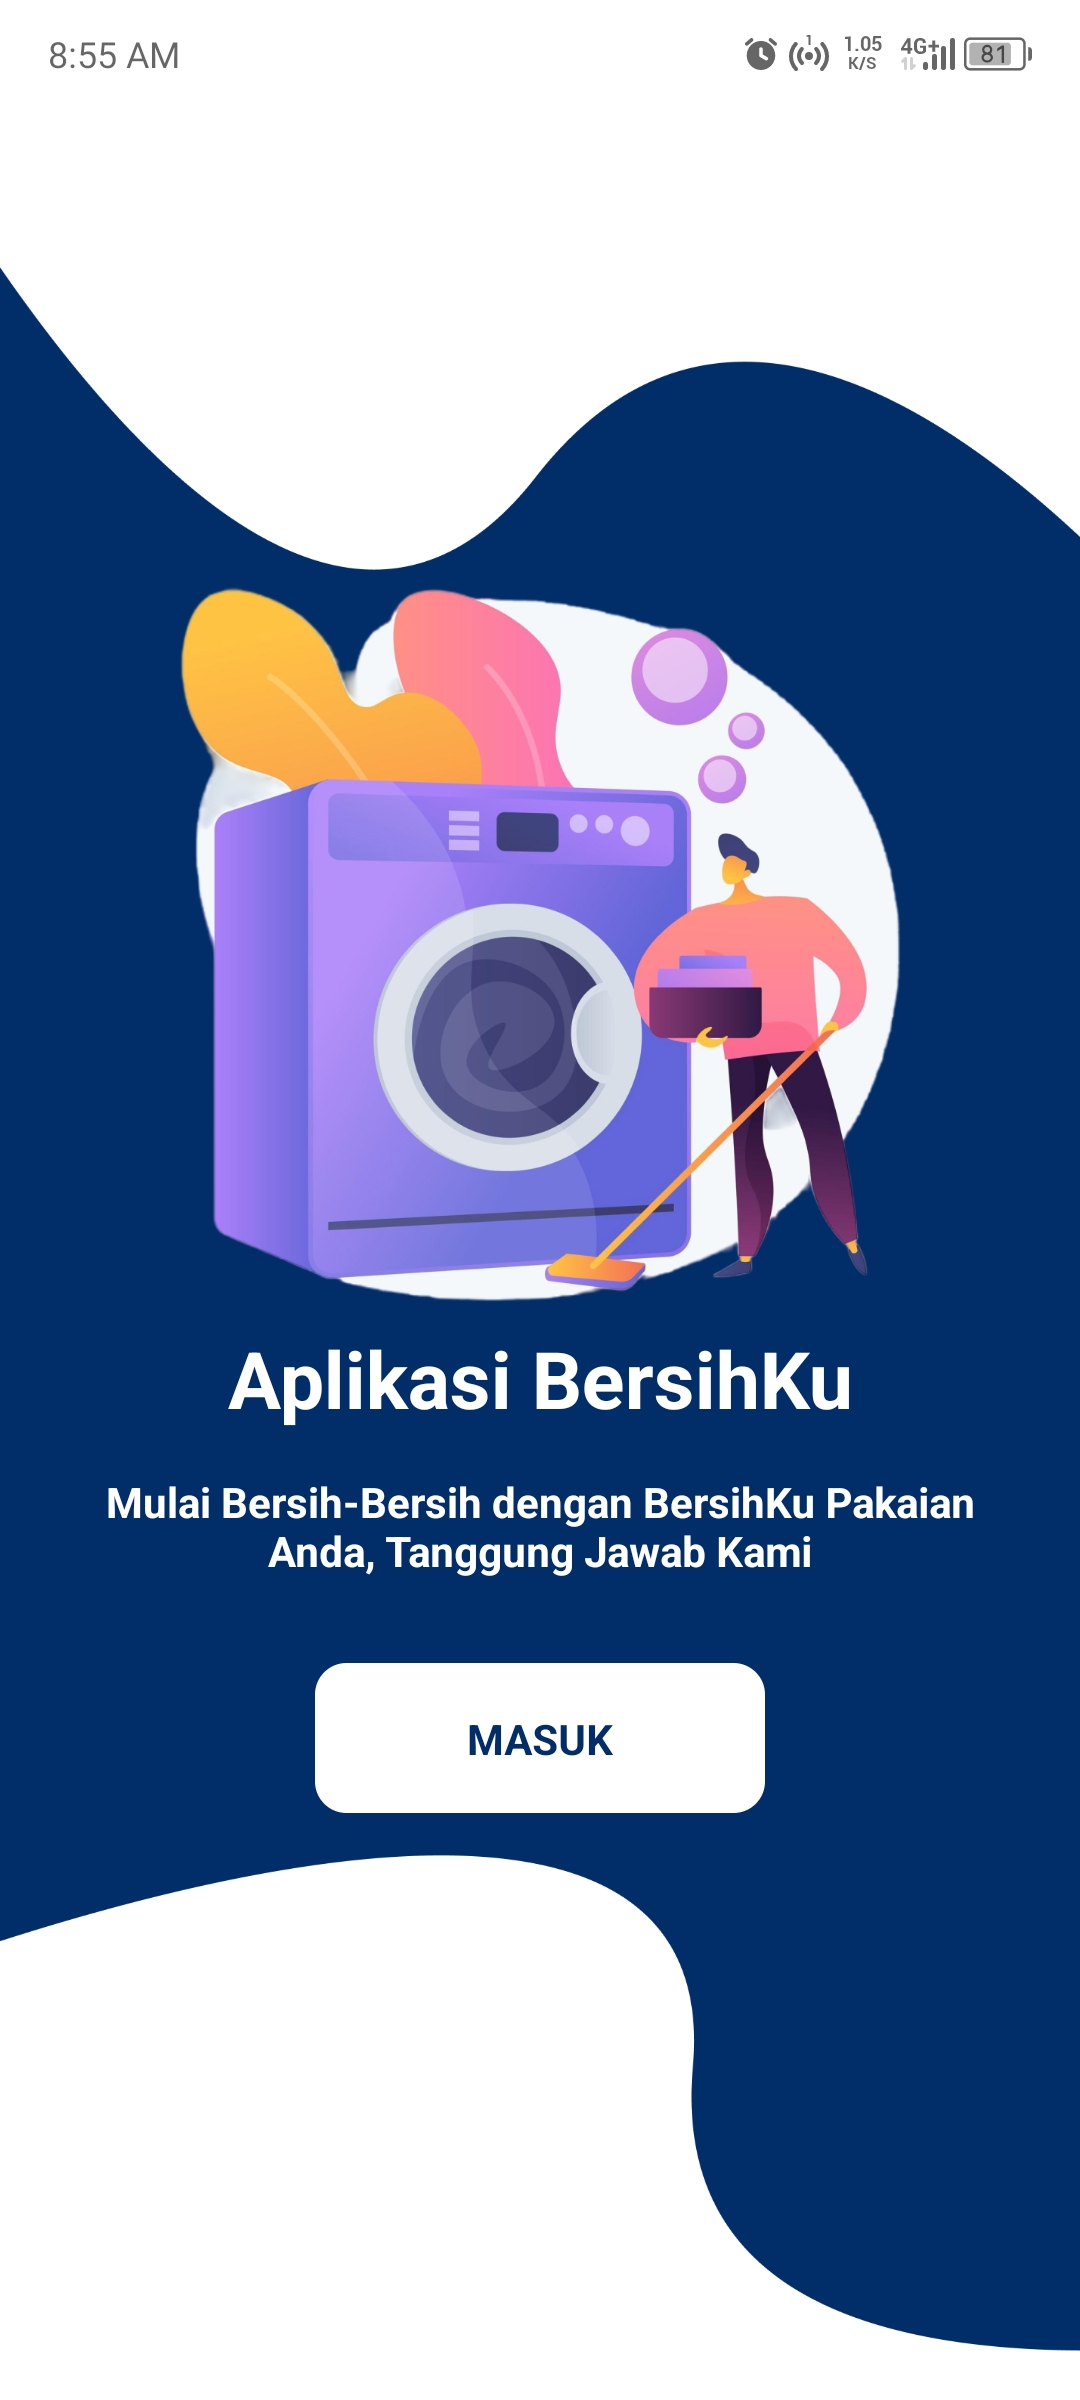 8:55 AM
1
1.05
K/S
4G+
81
Aplikasi BersihKu
Mulai Bersih-Bersih dengan BersihKu Pakaian
Anda, Tanggung Jawab Kami
MASUK